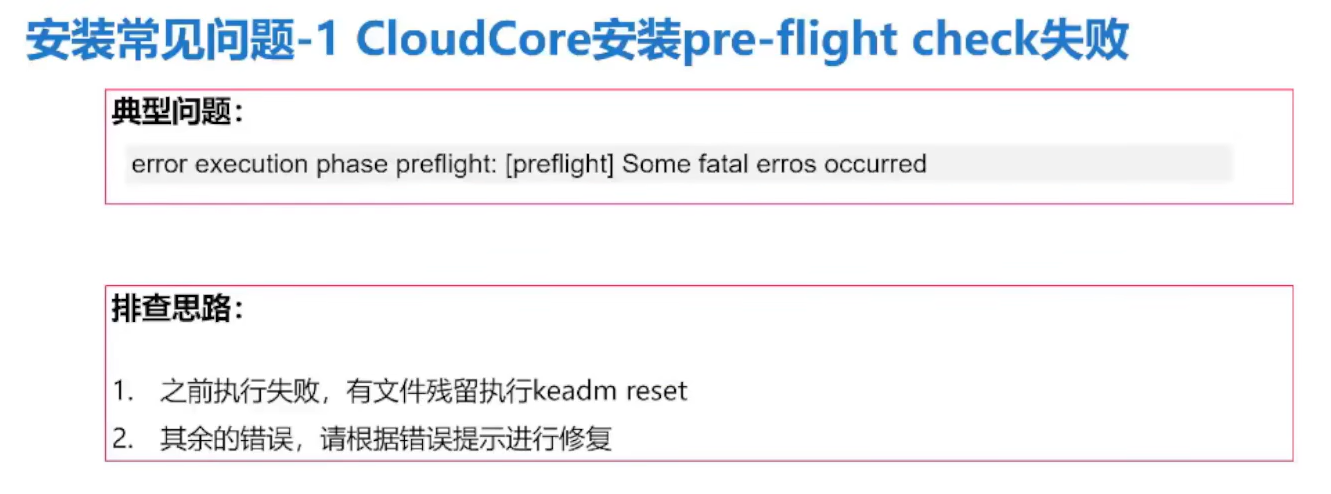 安装常见问题-1 CloudCore安装pre-flight check失败
典型问题：
error execution phase preflight: [preflight] Some fatal erros occurred
排查思路：
1. 之前执行失败，有文件残留执行keadm reset
2. 其余的错误，请根据错误提示进行修复